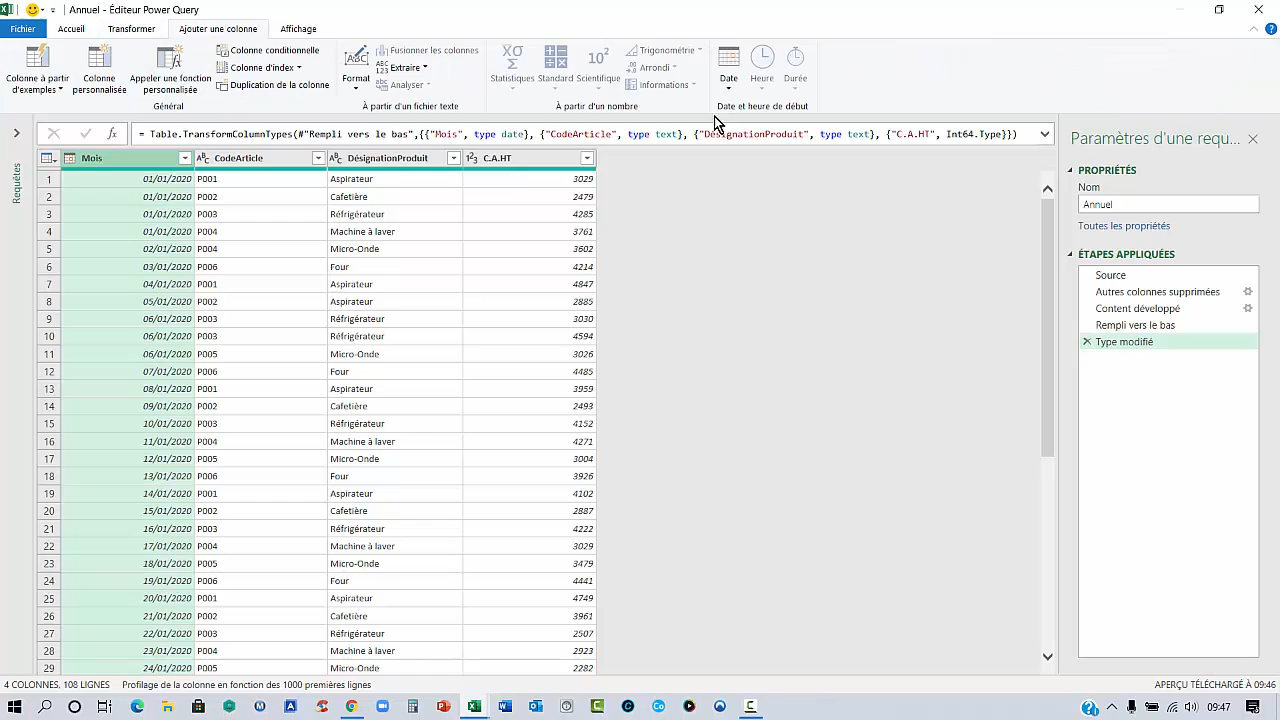 Annuel - Éditeur Power Query
Fichier Accueil Transformer Ajouter une colonne Affichage
Colonne à partir d'exemples
Colonne personnalisée
Appeler une fonction personnalisée
Colonne conditionnelle
Colonne d'index
Duplication de la colonne
Général
Format
Fusionner les colonnes
Extraire
Analyser
À partir d'un fichier texte
Statistiques
Standard
Scientifique
Trigonométrie
Arrondi
Informations
À partir d'un nombre
Date
Heure
Durée
Date et heure de début
= Table.TransformColumnTypes(#"Rempli vers le bas",{{"Mois", type date}, {"CodeArticle", type text}, {"DésignationProduit", type text}, {"C.A.HT", Int64.Type}})
Requêtes
Mois CodeArticle DésignationProduit C.A.HT
1 01/01/2020 P001 Aspirateur 3029
2 01/01/2020 P002 Cafetière 2479
3 01/01/2020 P003 Réfrigérateur 4285
4 01/01/2020 P004 Machine à laver 3761
5 02/01/2020 P004 Micro-Onde 3602
6 03/01/2020 P006 Four 4214
7 04/01/2020 P001 Aspirateur 4847
8 05/01/2020 P002 Aspirateur 2885
9 06/01/2020 P003 Réfrigérateur 3030
10 06/01/2020 P003 Réfrigérateur 4594
11 06/01/2020 P005 Micro-Onde 3026
12 07/01/2020 P006 Four 4485
13 08/01/2020 P001 Aspirateur 3959
14 09/01/2020 P002 Cafetière 2493
15 10/01/2020 P003 Réfrigérateur 4152
16 11/01/2020 P004 Machine à laver 4271
17 12/01/2020 P005 Micro-Onde 3004
18 13/01/2020 P006 Four 3926
19 14/01/2020 P001 Aspirateur 4102
20 15/01/2020 P002 Cafetière 2887
21 16/01/2020 P003 Réfrigérateur 4222
22 17/01/2020 P004 Machine à laver 3029
23 18/01/2020 P005 Micro-Onde 3479
24 19/01/2020 P006 Four 4441
25 20/01/2020 P001 Aspirateur 4749
26 21/01/2020 P002 Cafetière 3961
27 22/01/2020 P003 Réfrigérateur 2507
28 23/01/2020 P004 Machine à laver 2923
29 24/01/2020 P005 Micro-Onde 2282
Paramètres d'une requ...
PROPRIÉTÉS
Nom
Annuel
Toutes les propriétés
ÉTAPES APPLIQUÉES
Source
Autres colonnes supprimées
Content développé
Rempli vers le bas
Type modifié
4 COLONNES, 108 LIGNES Profilage de la colonne en fonction des 1000 premières lignes
APERÇU TÉLÉCHARGÉ À 09:46
09:47